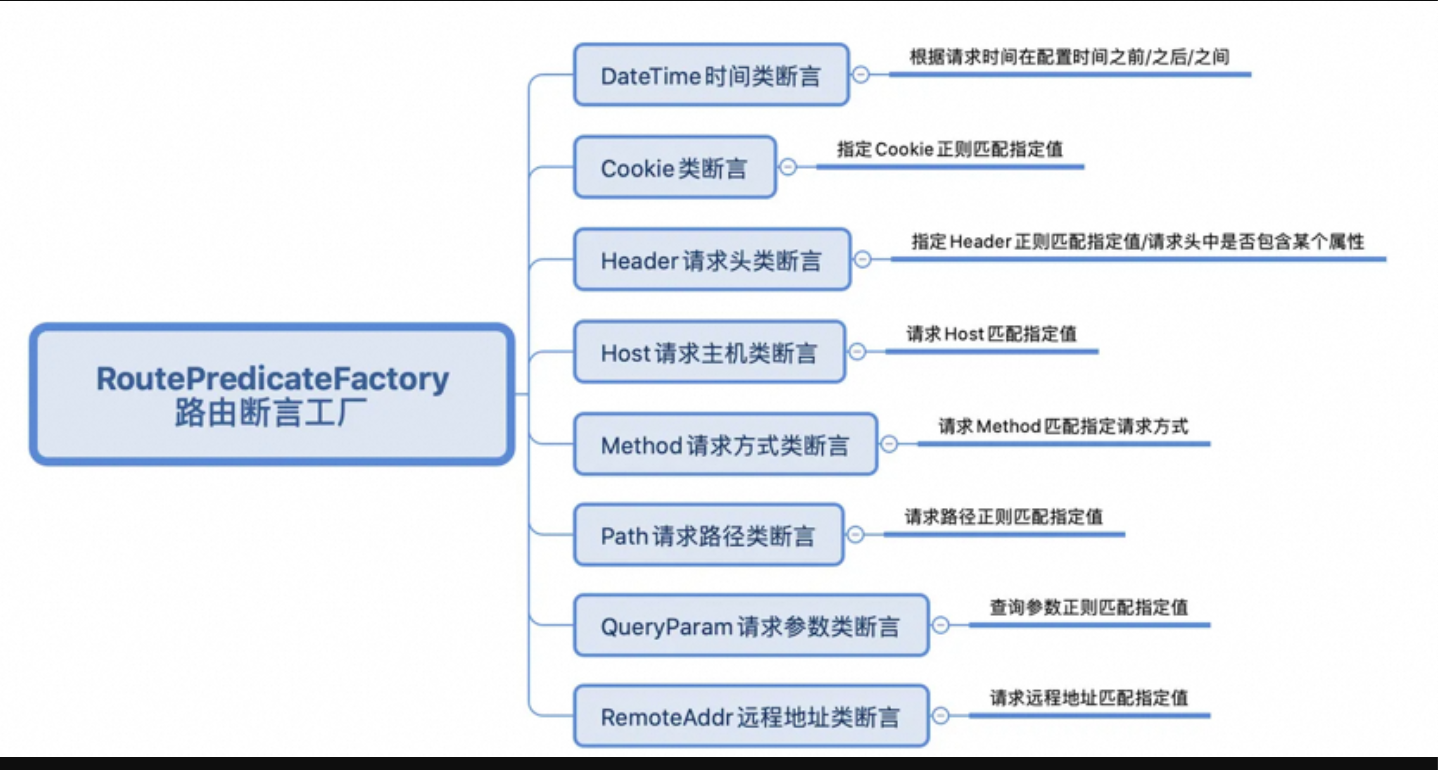 RoutePredicateFactory
路由断言工厂
DateTime时间类断言
根据请求时间在配置时间之前/之后/之间
Cookie类断言
指定Cookie正则匹配指定值
Header请求头类断言
指定Header正则匹配指定值/请求头中是否包含某个属性
Host请求主机类断言
请求Host匹配指定值
Method请求方式类断言
请求Method匹配指定请求方式
Path请求路径类断言
请求路径正则匹配指定值
QueryParam请求参数类断言
查询参数正则匹配指定值
RemoteAddr远程地址类断言
请求远程地址匹配指定值